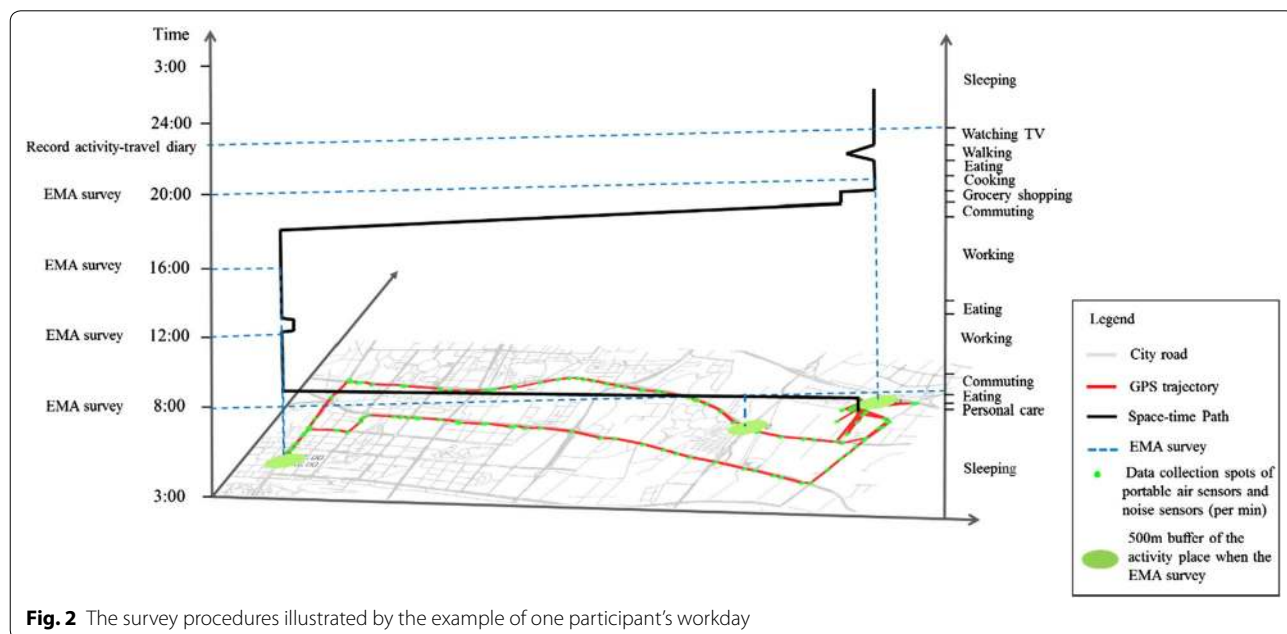 Time
3:00
24:00
Record activity-travel diary
EMA survey 20:00
EMA survey 16:00
EMA survey 12:00
EMA survey 8:00
3:00
Sleeping
Watching TV
Walking
Eating
Cooking
Grocery shopping
Commuting
Working
Eating
Working
Commuting
Eating
Personal care
Sleeping
Legend
City road
GPS trajectory
Space-time Path
EMA survey
Data collection spots of
portable air sensors and
noise sensors (per min)
500m buffer of the
activity place when the
EMA survey
Fig. 2 The survey procedures illustrated by the example of one participant's workday